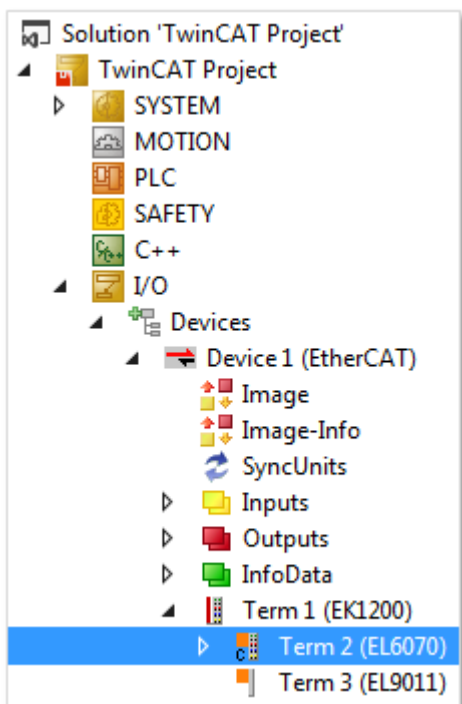 Solution 'TwinCAT Project'
TwinCAT Project
SYSTEM
MOTION
PLC
SAFETY
C++
I/O
Devices
Device 1 (EtherCAT)
Image
Image-Info
SyncUnits
Inputs
Outputs
InfoData
Term 1 (EK1200)
Term 2 (EL6070)
Term 3 (EL9011)